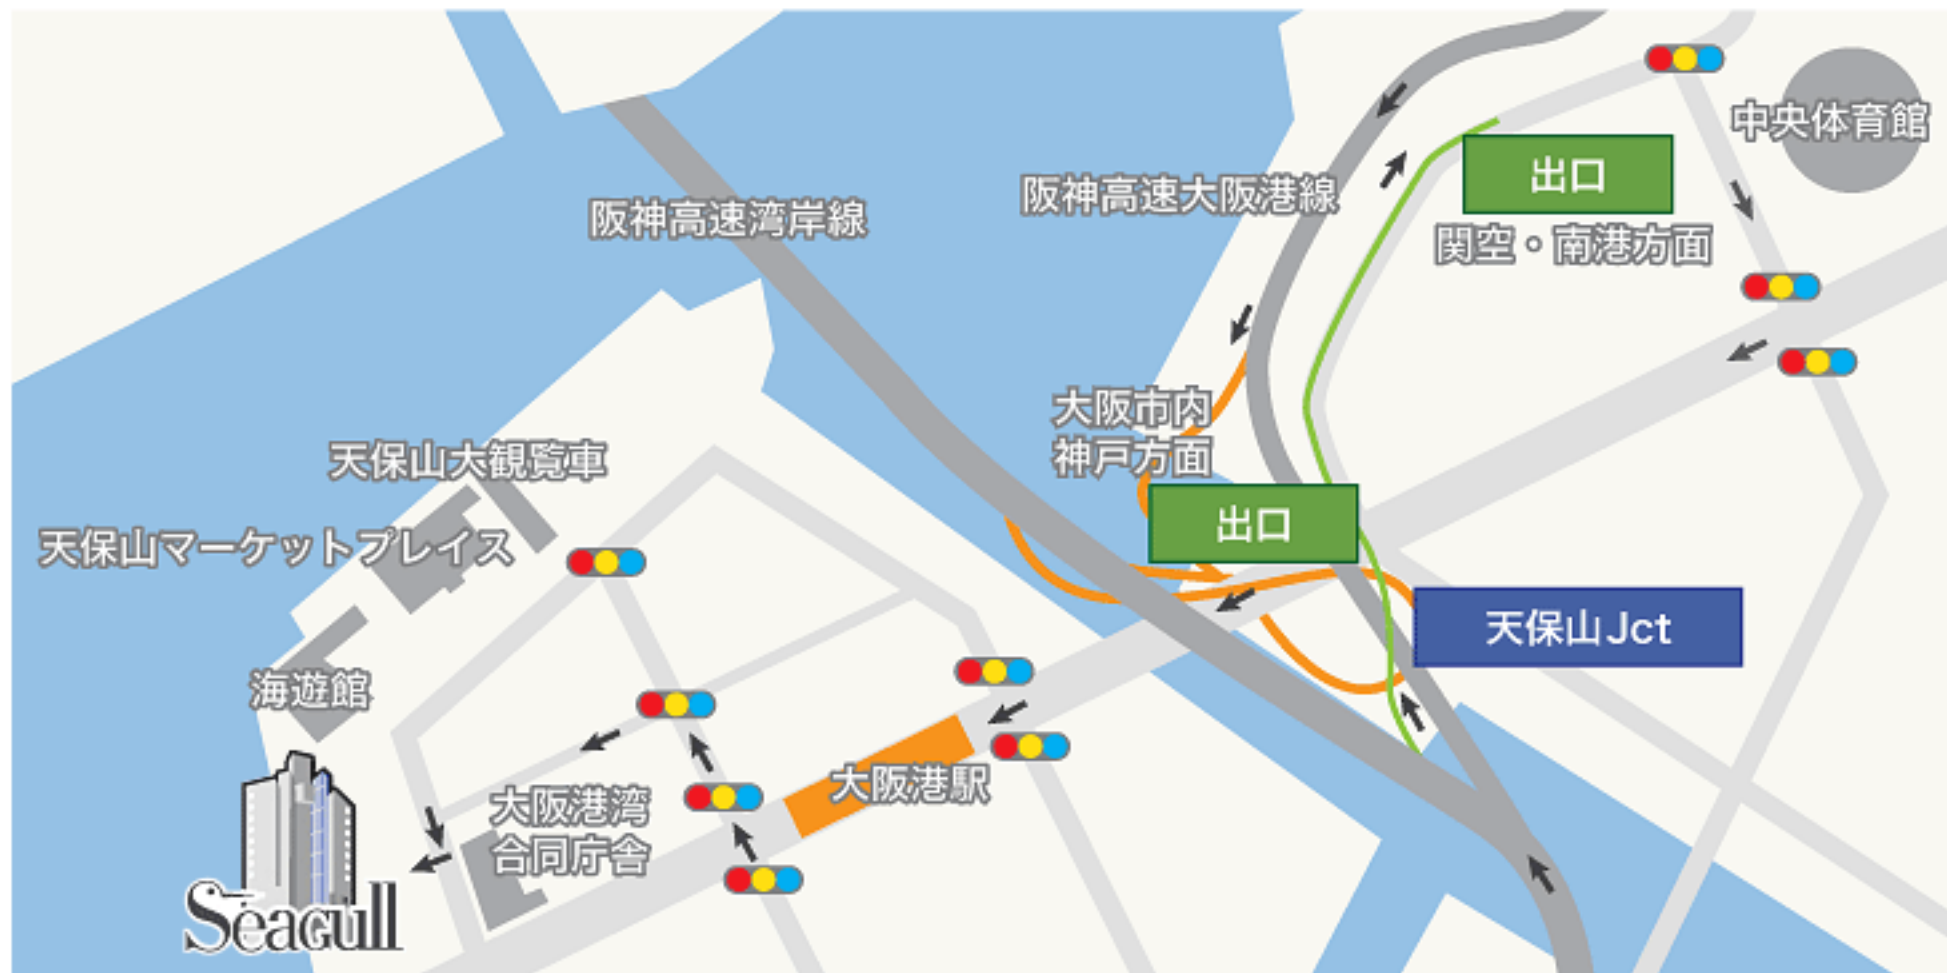 中央体育館
出口
関空・南港方面
阪神高速大阪港線
阪神高速湾岸線
大阪市内
神戸方面
出口
天保山大観覧車
天保山マーケットプレイス
天保山Jct
海遊館
大阪港駅
大阪港湾
合同庁舎
Seagull